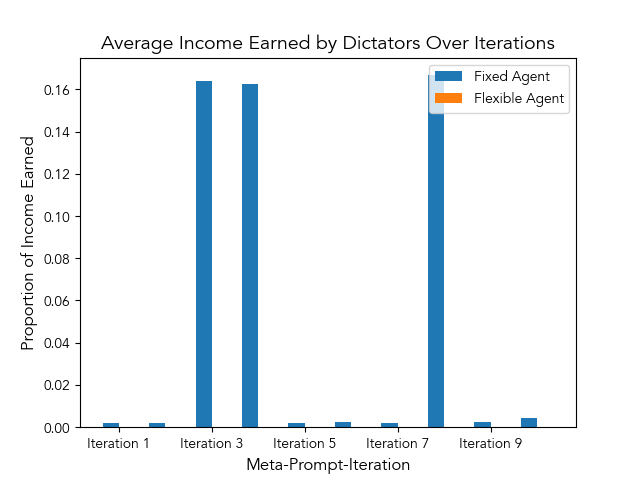 Average Income Earned by Dictators Over Iterations
Fixed Agent
Flexible Agent
0.16
0.14
0.12
0.10
0.08
0.06
0.04
0.02
0.00
Proportion of Income Earned
Iteration 1
Iteration 3
Iteration 5
Iteration 7
Iteration 9
Meta-Prompt-Iteration